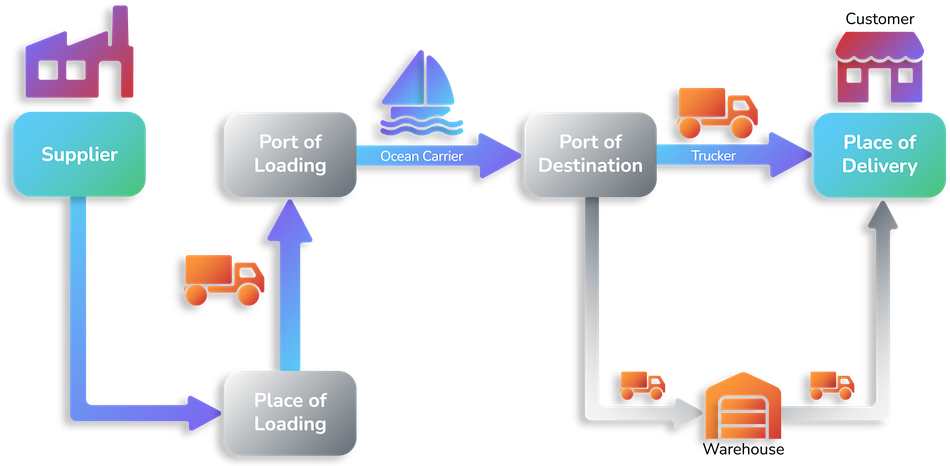 Customer
Supplier
Port of
Loading
Ocean Carrier
Port of
Destination
Trucker
Place of
Delivery
Place of
Loading
Warehouse